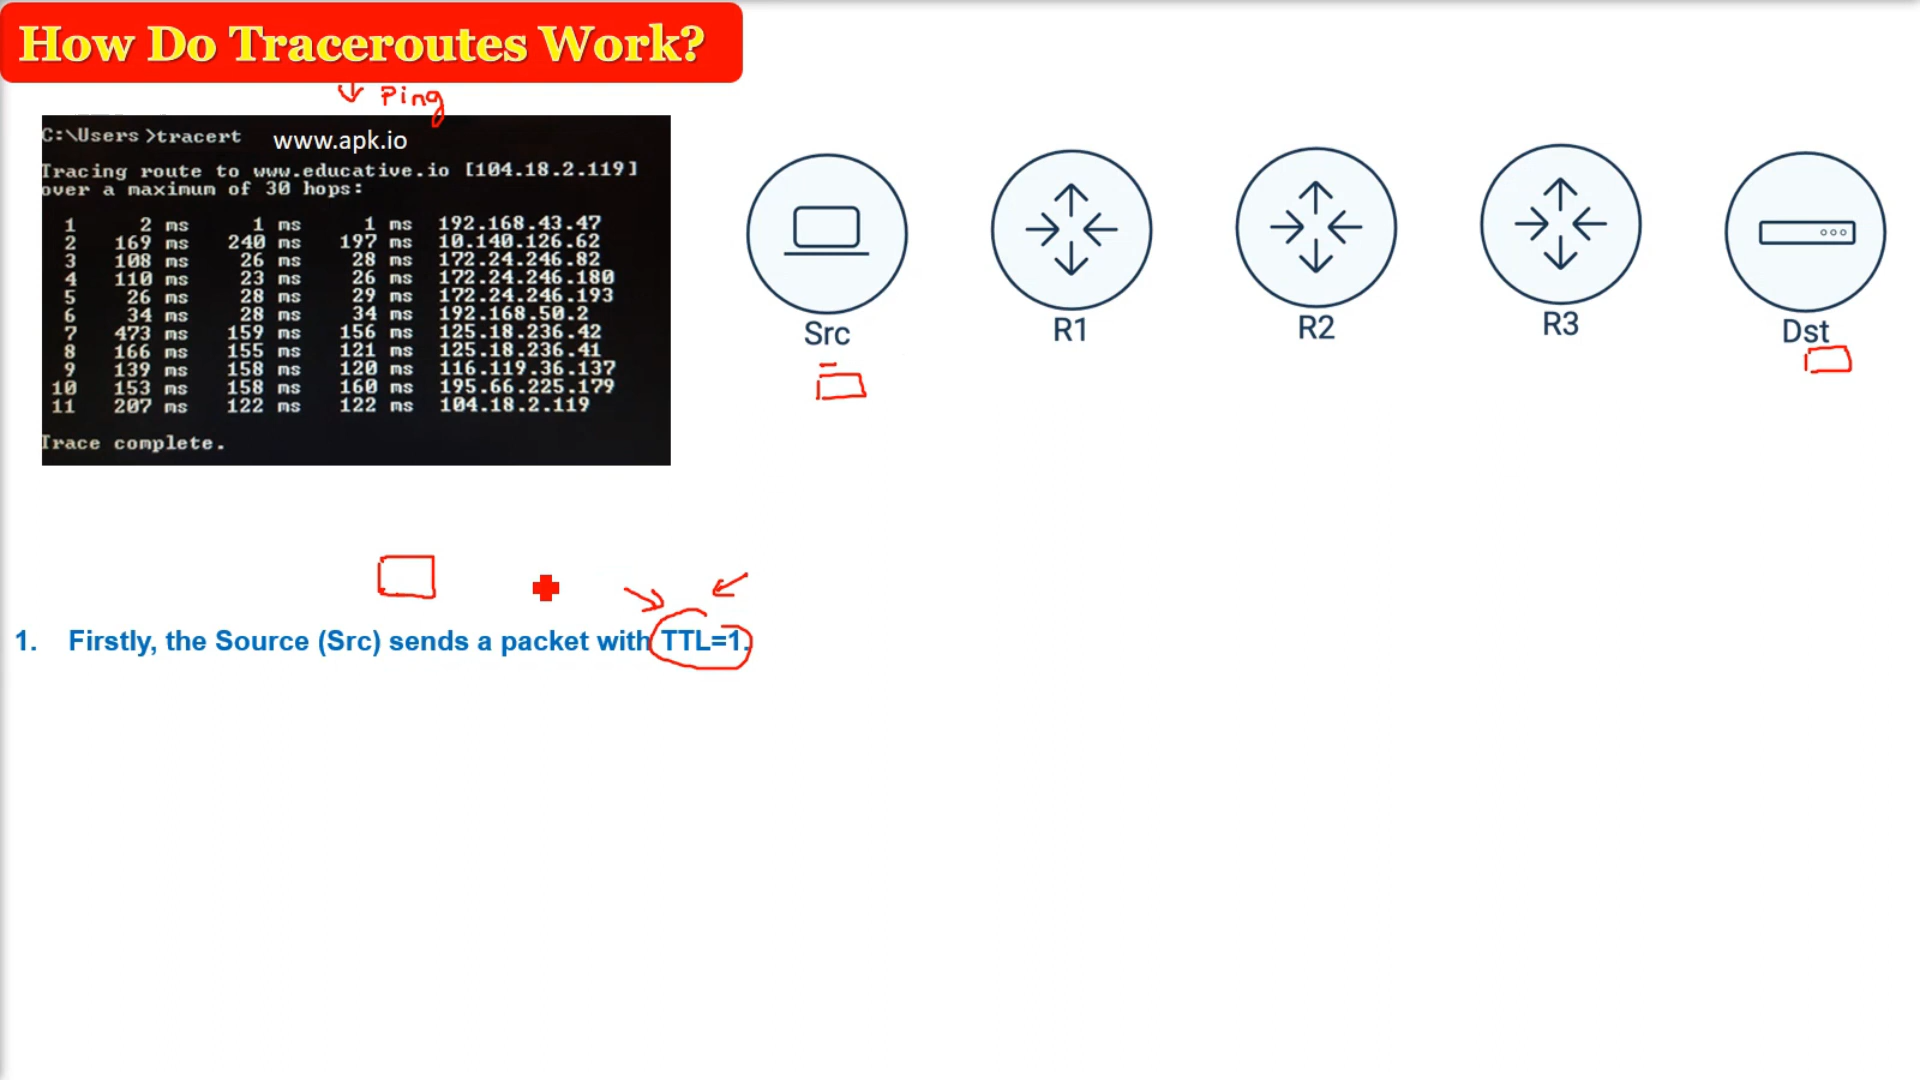 How Do Traceroutes Work?
Ping
C:\Users >tracert www.apk.io
Tracing route to www.educative.io [104.18.2.119]
over a maximum of 30 hops:
1 2 ms 1 ms 1 ms 192.168.43.47
2 169 ms 240 ms 197 ms 10.140.126.62
3 108 ms 26 ms 28 ms 172.24.246.82
4 110 ms 23 ms 26 ms 172.24.246.180
5 26 ms 28 ms 29 ms 172.24.246.193
6 34 ms 28 ms 34 ms 192.168.50.2
7 473 ms 159 ms 156 ms 125.18.236.42
8 166 ms 155 ms 121 ms 125.18.236.41
9 139 ms 158 ms 120 ms 116.119.36.137
10 153 ms 158 ms 160 ms 195.66.225.179
11 207 ms 122 ms 122 ms 104.18.2.119
Trace complete.
Src R1 R2 R3 Dst
1. Firstly, the Source (Src) sends a packet with TTL=1.